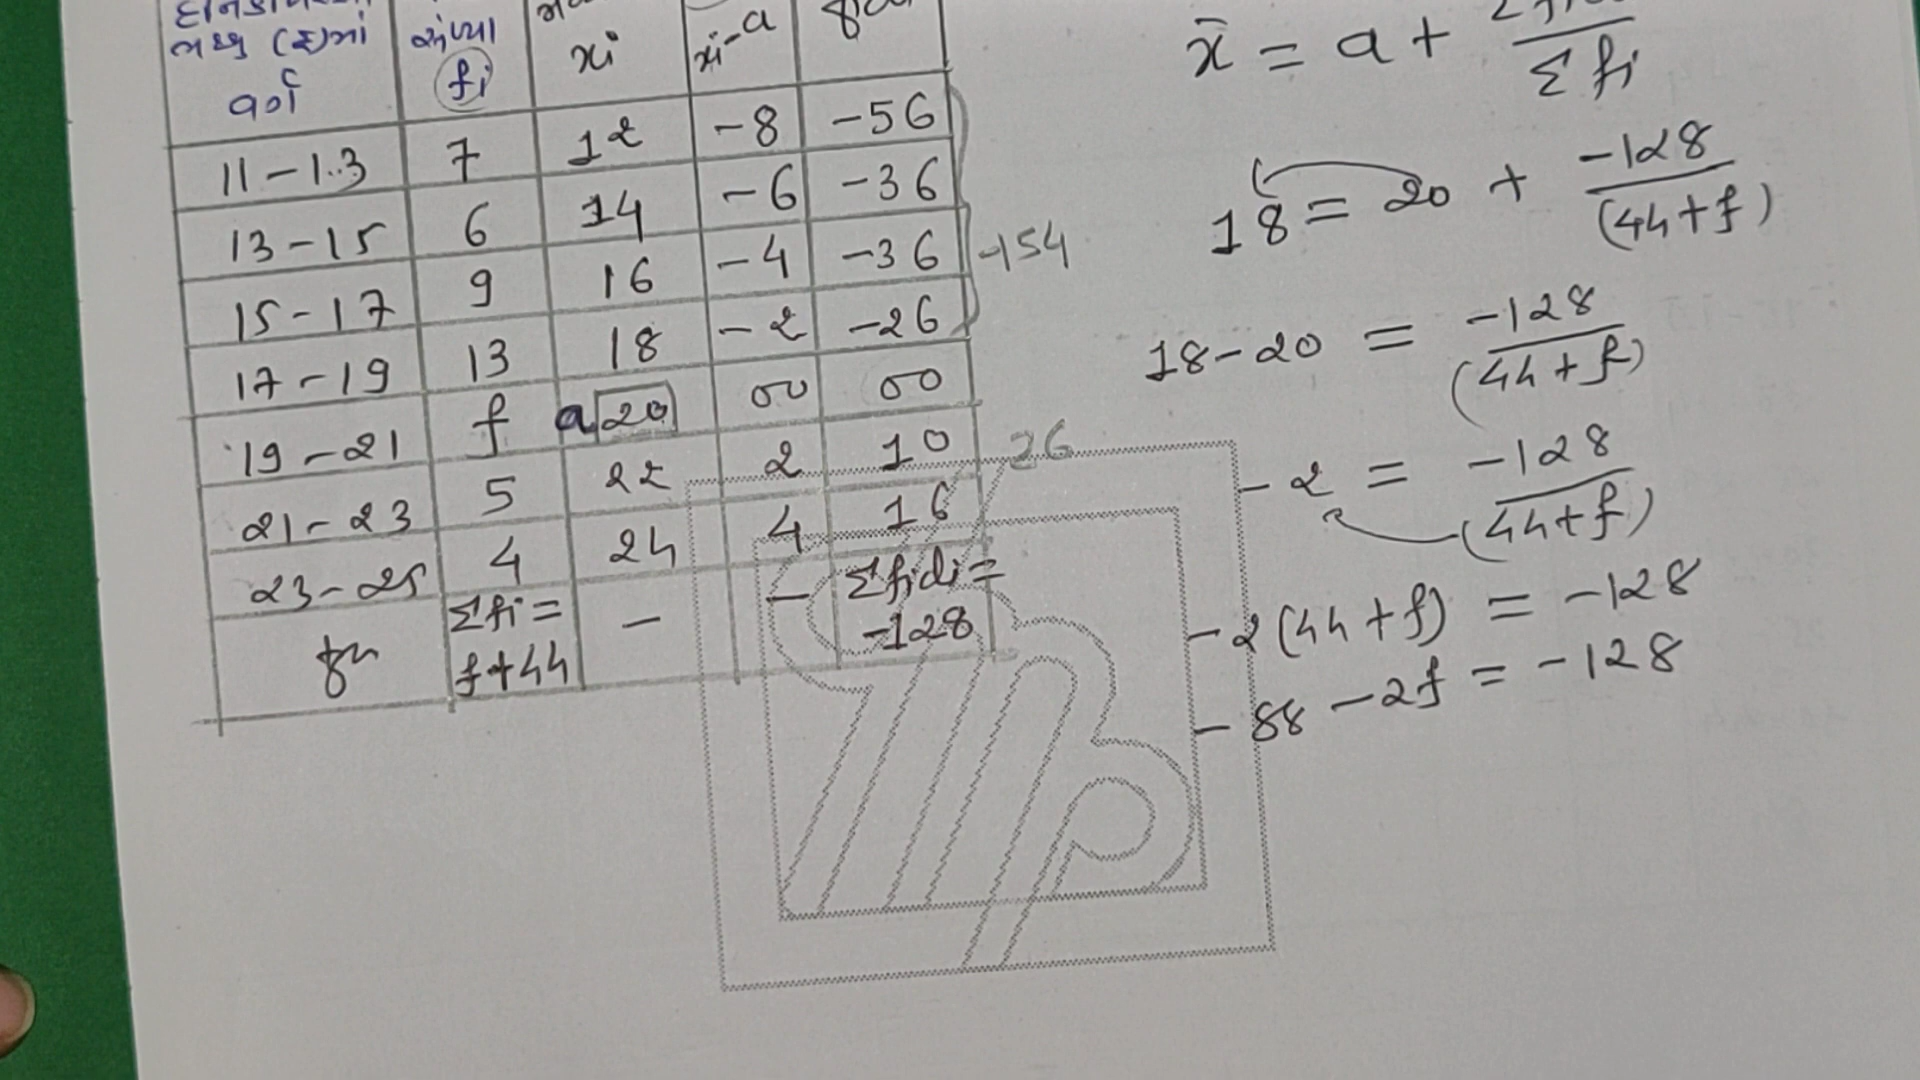 લક્ષ્ય (રૂ)માં સંખ્યા
વર્ગ fi xi xi-a
11-13 7 12 -8 -56
13-15 6 14 -6 -36
15-17 9 16 -4 -36 -154
17-19 13 18 -2 -26
19-21 f a 20 00 00
21-23 5 22 2 10 26
23-25 4 24 4 16
Σfi= f+44 - - Σfidi= -128
x̄ = a + Σfi
18 = 20 + -128/(44+f)
18-20 = -128/(44+f)
-2 = -128/(44+f)
-2(44+f) = -128
-88-2f = -128